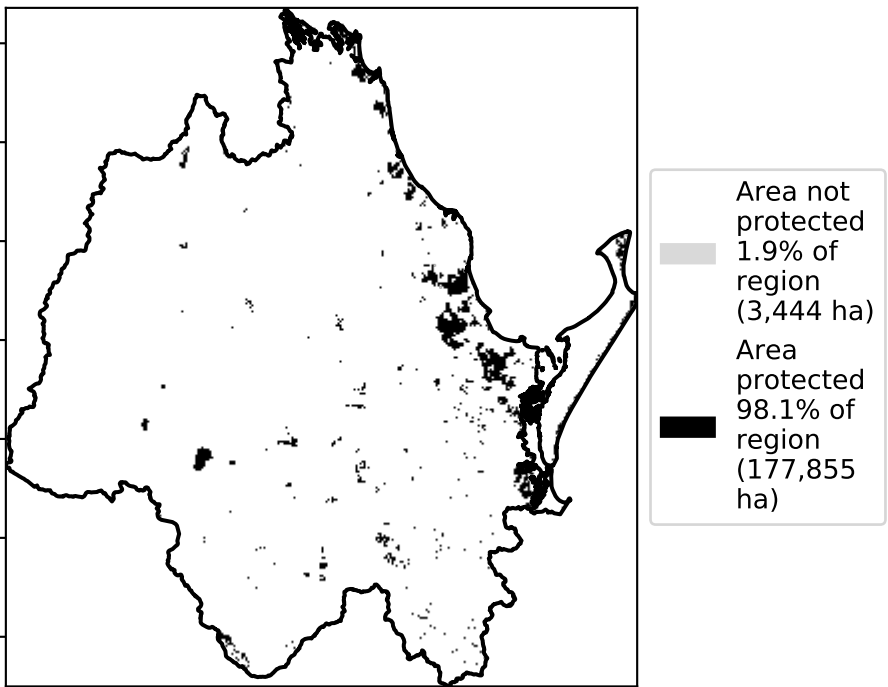 Area not
protected
1.9% of
region
(3,444 ha)
Area
protected
98.1% of
region
(177,855
ha)